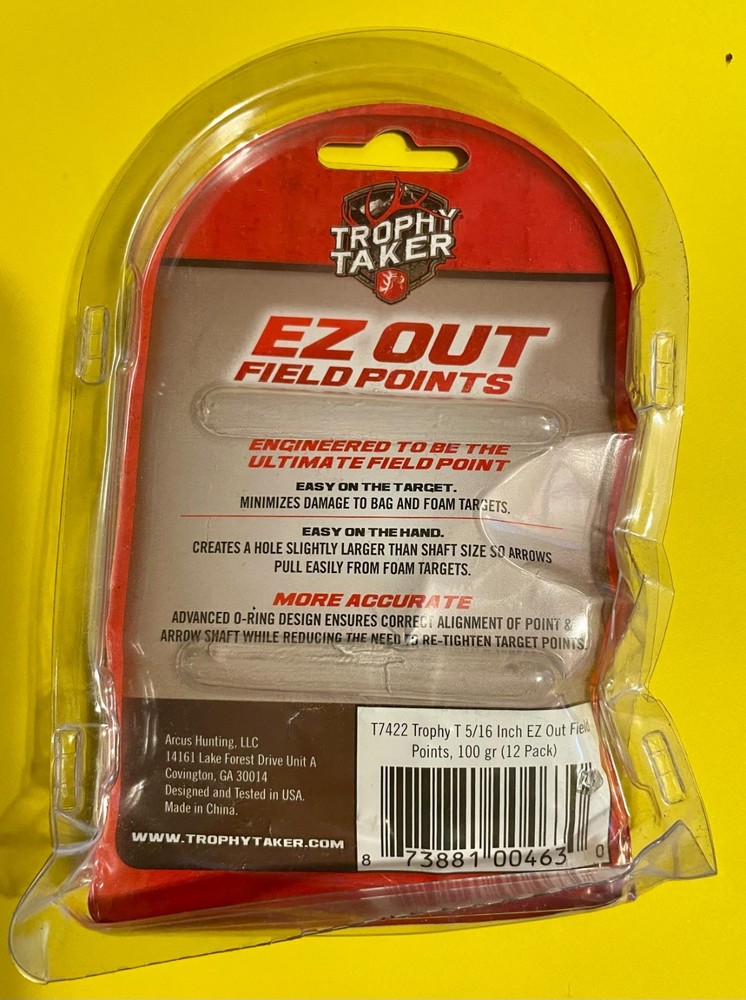 TROPHY
TAKER
EZ OUT
FIELD POINTS
ENGINEERED TO BE THE
ULTIMATE FIELD POINT
EASY ON THE TARGET.
MINIMIZES DAMAGE TO BAG AND FOAM TARGETS.
EASY ON THE HAND.
CREATES A HOLE SLIGHTLY LARGER THAN SHAFT SIZE SO ARROWS
PULL EASILY FROM FOAM TARGETS.
MORE ACCURATE
ADVANCED O-RING DESIGN ENSURES CORRECT ALIGNMENT OF POINT &
ARROW SHAFT WHILE REDUCING THE NEED TO RE-TIGHTEN TARGET POINTS.
Arcus Hunting, LLC
14161 Lake Forest Drive Unit A
Covington, GA 30014
Designed and Tested in USA.
Made in China.
WWW.TROPHYTAKER.COM
T7422 Trophy T 5/16 Inch EZ Out Field
Points, 100 gr (12 Pack)
8 73881 00463 0